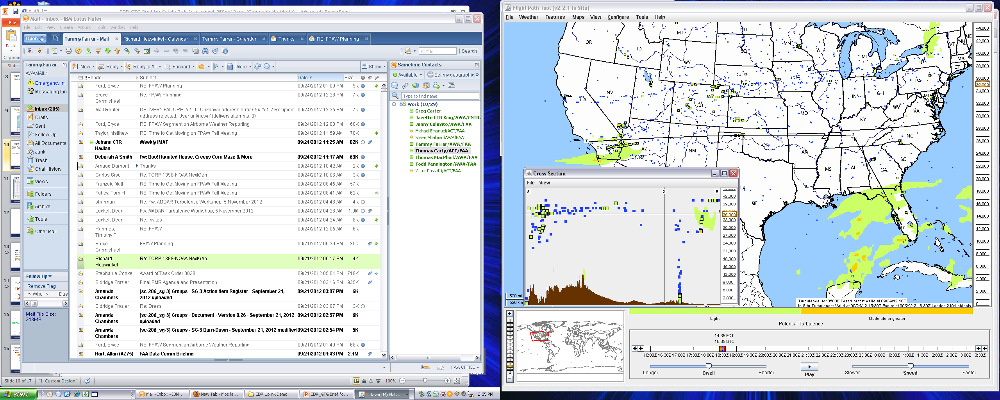 EDR_GTG Brief for Safety Risk Assessment_25Sep12.ppt [Compatibility Mode] - Microsoft PowerPoint
File
Paste
Clipboard
Slides
8
9
10
11
12
13
14
15
16
Mail - Inbox - IBM Lotus Notes
File Edit View Create Actions Tools Window Help
Open
Tammy Farrar - Mail
Richard Heuwinkel - Calendar
Tammy Farrar - Calendar
Thanks
RE: FPAW Planning
All Mail
Search
Tammy Farrar
AWAMAIL1
Emergency Int
Messaging Lin
Inbox (205)
Drafts
Sent
Follow Up
All Documents
Junk
Trash
Chat History
Views
Folders
Archive
Tools
Other Mail
Follow Up
Remove Flag
Who Due
Mail File Size:
243MB
New Reply Reply to All Forward More Show
! Sender Subject Date Size
Ford, Bryce RE: FPAW Planning 09/24/2012 01:09 PM 9K
Bruce Carmichael Re: FPAW Planning 09/24/2012 12:28 PM 7K
Mail Router DELIVERY FAILURE: 5.1.0 - Unknown address error 554-'5.1.2 Recipient 09/24/2012 12:25 PM 7K
address rejected: User unknown' (delivery attempts: 0)
Ford, Bryce RE: FPAW Segment on Airborne Weather Reporting 09/24/2012 12:03 PM 68K
Taylor, Matthew RE: Time to Get Moving on FPAW Fall Meeting 09/24/2012 11:59 AM 70K
Johann CTR Hadian Weekly IMAT 09/24/2012 11:25 AM 82K
Deborah A Smith Fw: Boo! Haunted House, Creepy Corn Maze & More 09/24/2012 11:17 AM 63K
Arnaud Dumont Thanks 09/24/2012 10:42 AM 2K
Carlos Siso Re: TORP 1398-NOAA NextGen 09/24/2012 10:06 AM 3K
Fronzak, Matt RE: Time to Get Moving on FPAW Fall Meeting 09/24/2012 08:45 AM 57K
Fahey, Tom H RE: Time to Get Moving on FPAW Fall Meeting 09/24/2012 08:41 AM 62K
sharman Re: Fw: AMDAR Turbulence Workshop, 5 November 2012 09/24/2012 04:46 AM 4K
Lockett Dean Fw: AMDAR Turbulence Workshop, 5 November 2012 09/24/2012 04:26 AM 1.0M
Lockett Dean Re: Invites 09/24/2012 04:24 AM 8K
Rahmes, Timothy F RE: FPAW 09/24/2012 12:05 AM 6K
Bruce Carmichael FPAW Planning 09/21/2012 06:39 PM 30K
Richard Heuwinkel Re: TORP 1398-NOAA NextGen 09/21/2012 06:17 PM 4K
Stephanie Cooke Award of Task Order 0038 09/21/2012 05:04 PM 719K
Eldridge Frazier Final PMR Agenda and Presentation 09/21/2012 03:16 PM 935K
Amanda Chambers [sc-206_sg-3] Groups - SG-3 Action Item Register - September 21, 2012 uploaded 09/21/2012 03:07 PM 6K
Eldridge Frazier Re: Dress 09/21/2012 03:07 PM 3K
Amanda Chambers [sc-206_sg-3] Groups - Document - Version 0.26 - September 21, 2012 uploaded 09/21/2012 02:57 PM 6K
Amanda Chambers [sc-206_sg-3] Groups - SG-3 Burn-Down - September 21, 2012 modified 09/21/2012 02:54 PM 5K
Ford, Bryce RE: FPAW Segment on Airborne Weather Reporting 09/21/2012 01:49 PM 68K
Hart, Allan (AZ75) FAA Data Comm Briefing 09/21/2012 01:43 PM 2.1M
Sametime Contacts
Available Set my geographic »
Type to find name
Work (10/29)
Greg Carter
Javette CTR King/AWA/CNTR/
Jenny Colavito/AWA/FAA
Michael Emanuel/ACT/FAA
Steve Abelman/AWA/FAA
Tammy Farrar/AWA/FAA
Thomas Carty/ACT/FAA
Thomas MacPhail/AWA/FAA
Todd Pennington/AWA/FAA
Victor Passetti/ACT/FAA
FAA OFFICE
Slide 10 of 17 "1_Custom Design" 100%
start
Mail - Inbox - IBM...
New Tab - Mozilla...
EDR Uplink Demo
EDR_GTG Brief fo...
3 Java(TM) Plat...
2:35 PM
Flight Path Tool (v2.2.1 In Situ)
File Weather Features Maps View Configure Tools Help
OR ID MT ND MN WI MI NY VT NH ME MA CT
WY SD IA NE IL IN OH PA NJ MD DE
CA NV UT CO KS MO KY WV VA
AZ NM OK AR TN NC SC
TX LA MS AL GA FL
S 2 E
44,000
42,000
40,000
38,000
36,000
35,000
34,000
32,000
30,000
28,000
26,000
24,000
22,000
20,000
18,000
16,000
14,000
12,000
10,000
8,000
6,000
4,000
2,000
0
Cross Section
File View
S 2 E
42,000
39,000
35,000
33,000
30,000
27,000
24,000
21,000
18,000
15,000
12,000
9,000
6,000
3,000
520 mi
520 km
Turbulence: for 35000 Feet 1 hr fcst Valid at 09/24/12 18Z
In Situ Turbulence: Valid at 09/24/12 15:30Z Expire at 09/24/12 18:30Z Loaded 2191 objects
Light Moderate or greater
Potential Turbulence
14:35 EDT
18:35 UTC
16:00Z 16:30Z 17:00Z 17:30Z 18:00Z 18:30Z 19:00Z 19:30Z 20:00Z 20:30Z 21:00Z 21:30Z 22:00Z 22:30Z 23:00Z 23:30Z 0:00Z 0:30Z 1:00Z 1:30Z 2:00Z 2:30Z 3:00Z 3:30Z
Longer Dwell Shorter
Play
Slower Speed Faster